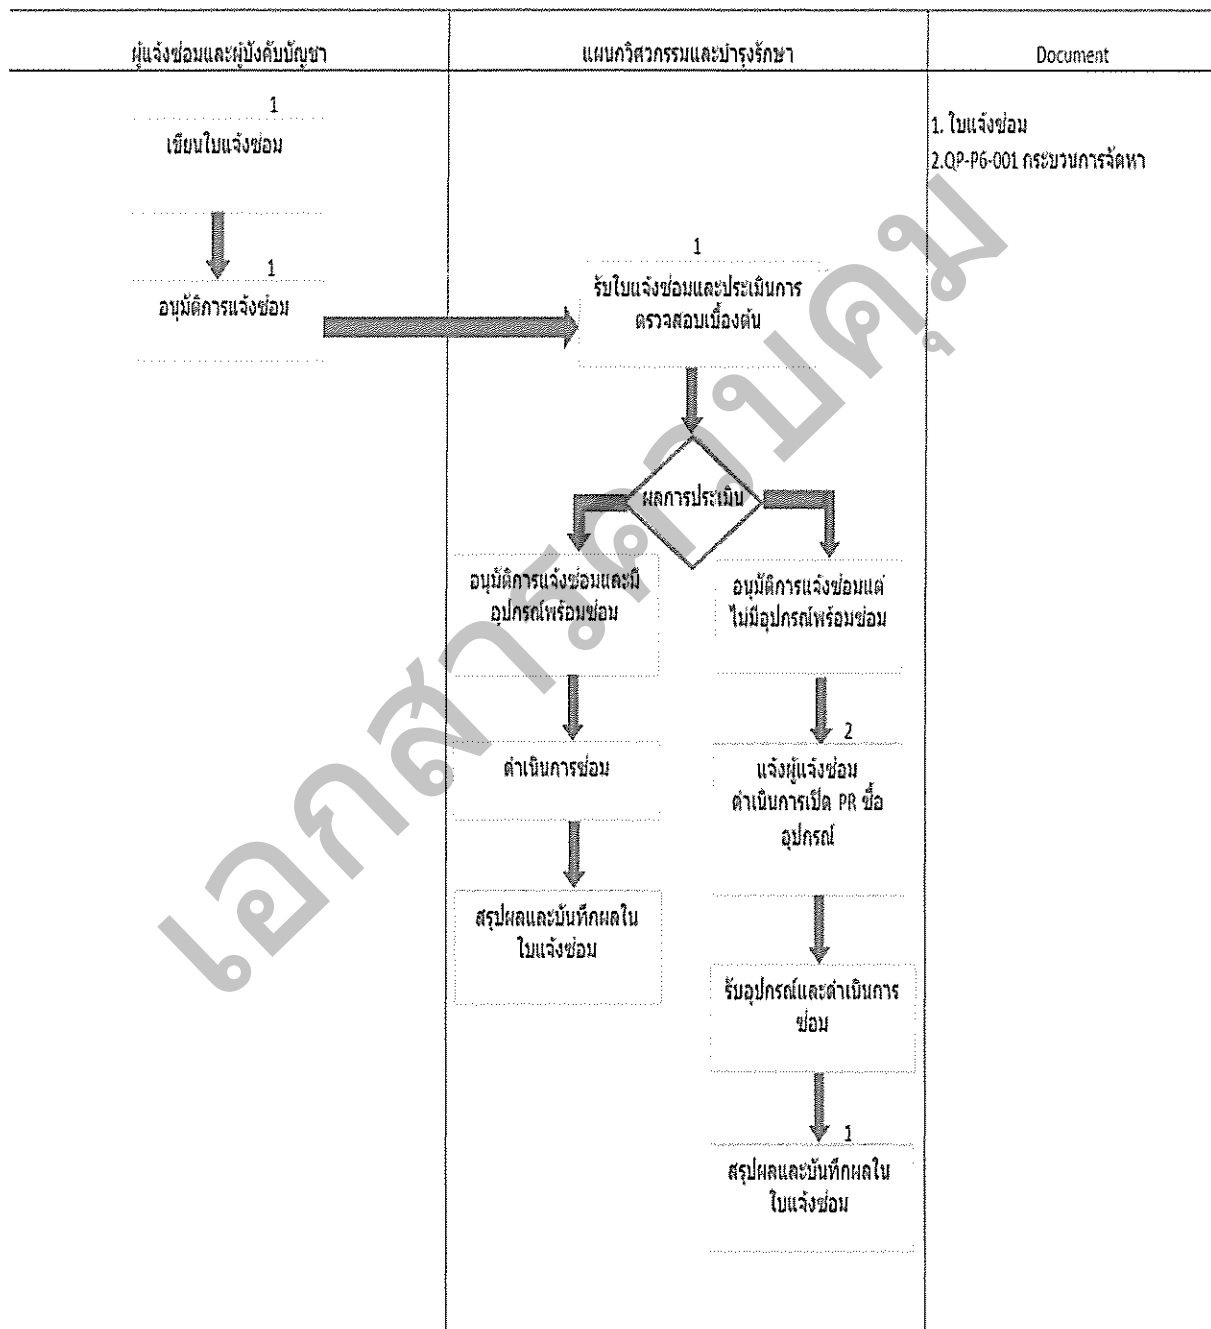 ผู้แจ้งซ่อมและผู้บังคับบัญชา
แผนกวิศวกรรมและบำรุงรักษา
Document
1
เขียนใบแจ้งซ่อม
1. ใบแจ้งซ่อม
2.QP-P6-001 กระบวนการจัดหา
1
อนุมัติการแจ้งซ่อม
1
รับใบแจ้งซ่อมและประเมินการ
ตรวจสอบเบื้องต้น
ผลการประเมิน
อนุมัติการแจ้งซ่อมและมี
อุปกรณ์พร้อมซ่อม
อนุมัติการแจ้งซ่อมแต่
ไม่มีอุปกรณ์พร้อมซ่อม
ดำเนินการซ่อม
2
แจ้งผู้แจ้งซ่อม
ดำเนินการเปิด PR ซื้อ
อุปกรณ์
สรุปผลและบันทึกผลใน
ใบแจ้งซ่อม
รับอุปกรณ์และดำเนินการ
ซ่อม
1
สรุปผลและบันทึกผลใน
ใบแจ้งซ่อม
เอกสารควบคุม